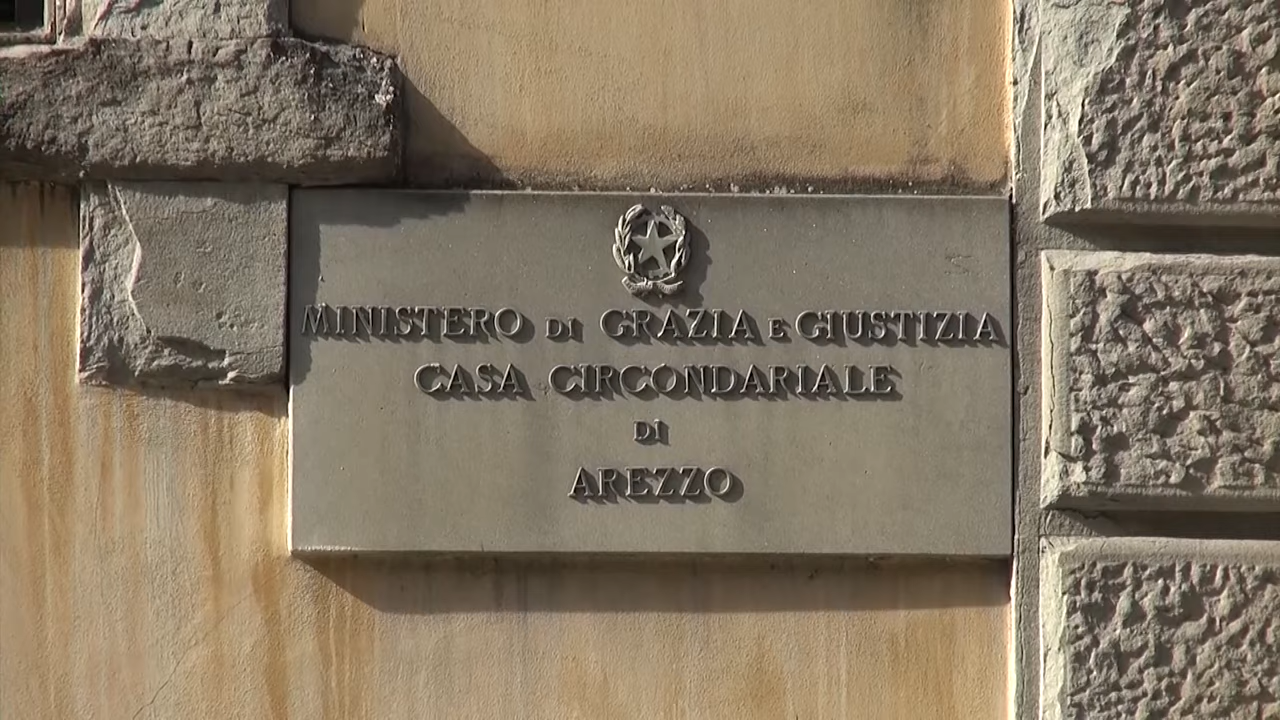 MINISTERO DI GRAZIA E GIUSTIZIA
CASA CIRCONDARIALE
DI
AREZZO